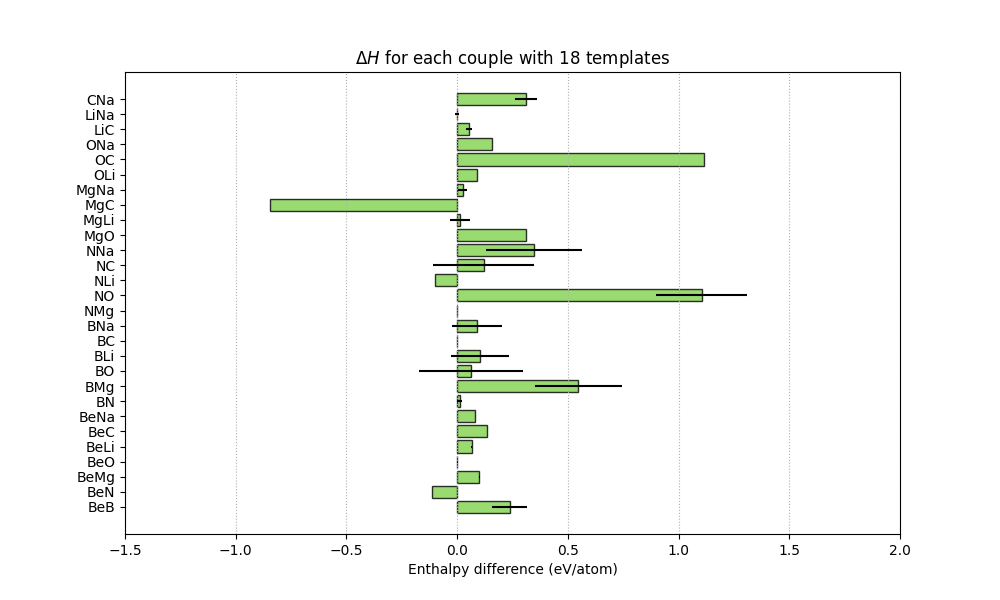 ΔH for each couple with 18 templates
CNa
LiNa
LiC
ONa
OC
OLi
MgNa
MgC
MgLi
MgO
NNa
NC
NLi
NO
NMg
BNa
BC
BLi
BO
BMg
BN
BeNa
BeC
BeLi
BeO
BeMg
BeN
BeB
−1.5 −1.0 −0.5 0.0 0.5 1.0 1.5 2.0
Enthalpy difference (eV/atom)